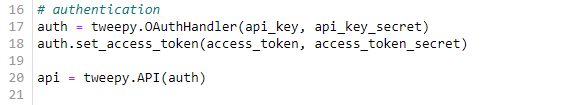 16 # authentication
17 auth = tweepy.OAuthHandler(api_key, api_key_secret)
18 auth.set_access_token(access_token, access_token_secret)
19
20 api = tweepy.API(auth)
21